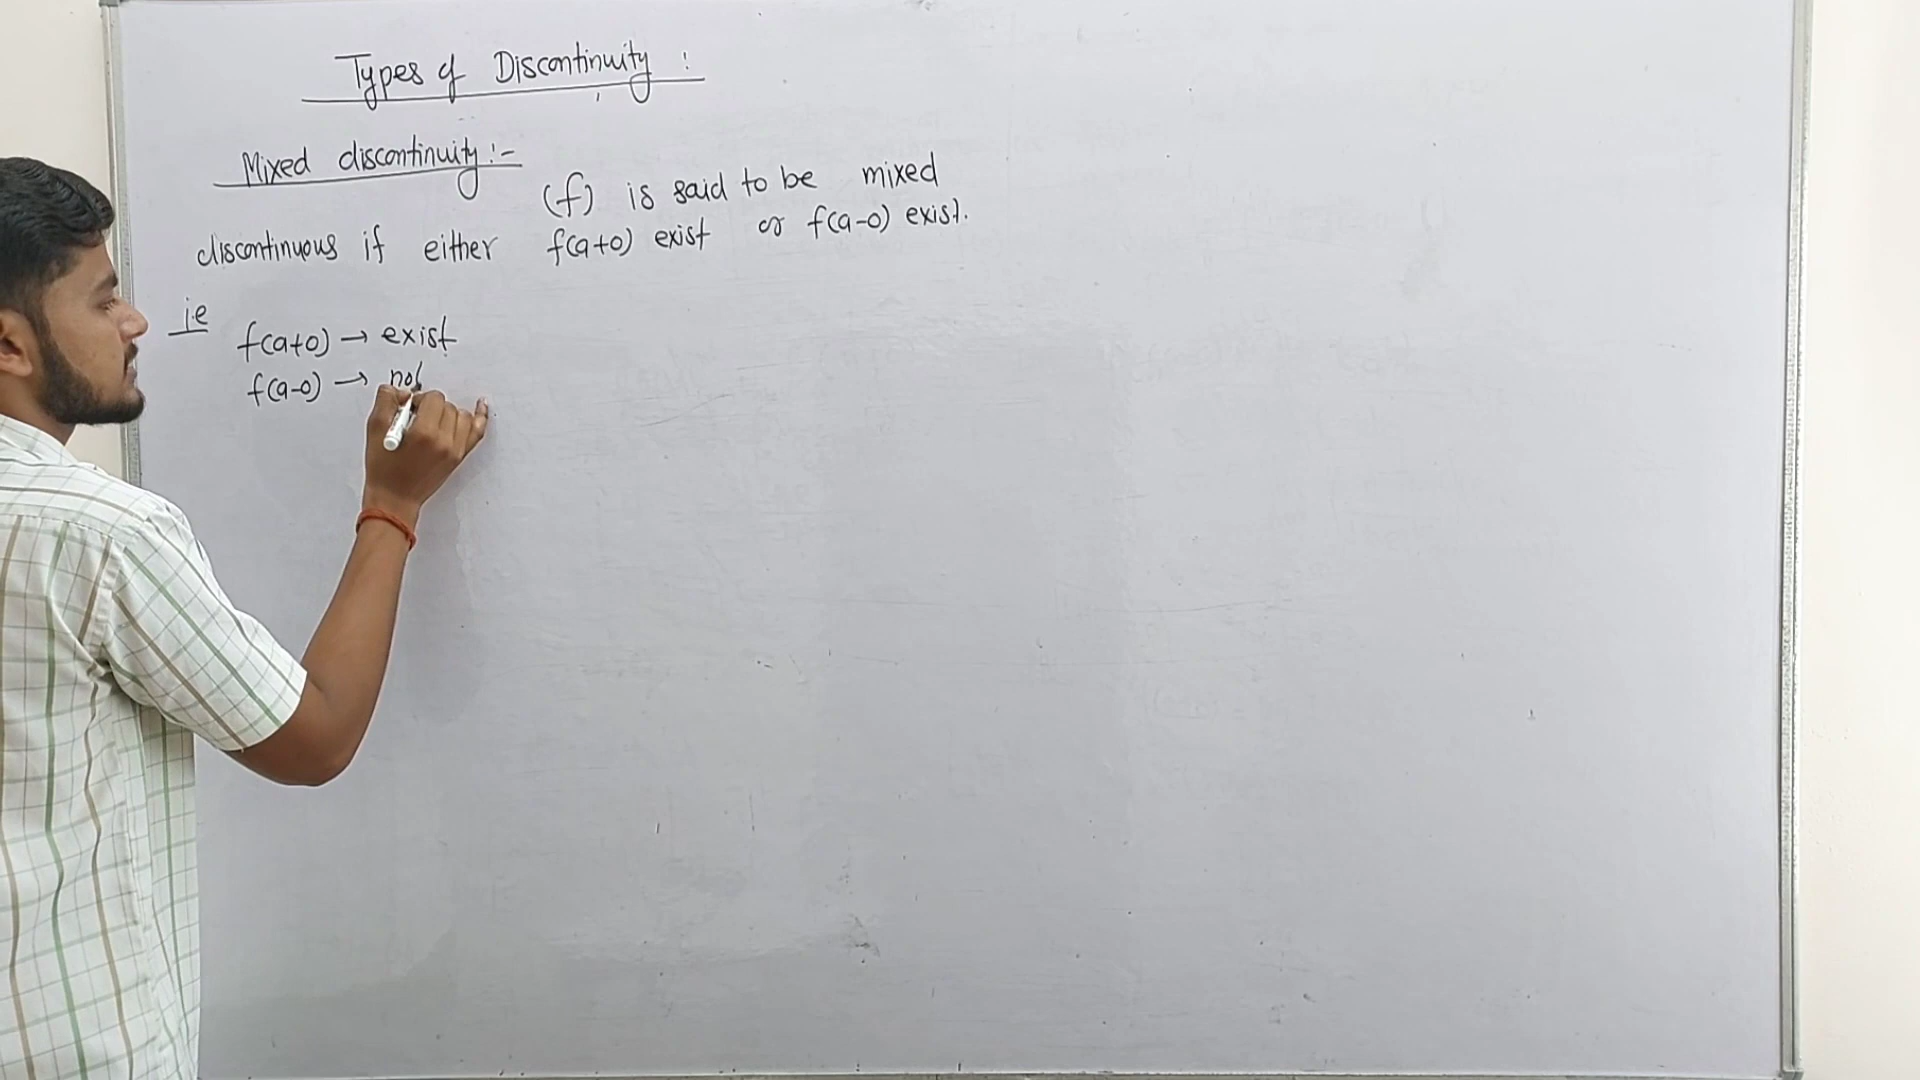 Types of Discontinuity :
Mixed discontinuity :-
(f) is said to be mixed
discontinuous if either f(a+0) exist or f(a-0) exist.
i.e
f(a+0) → exist
f(a-0) → not